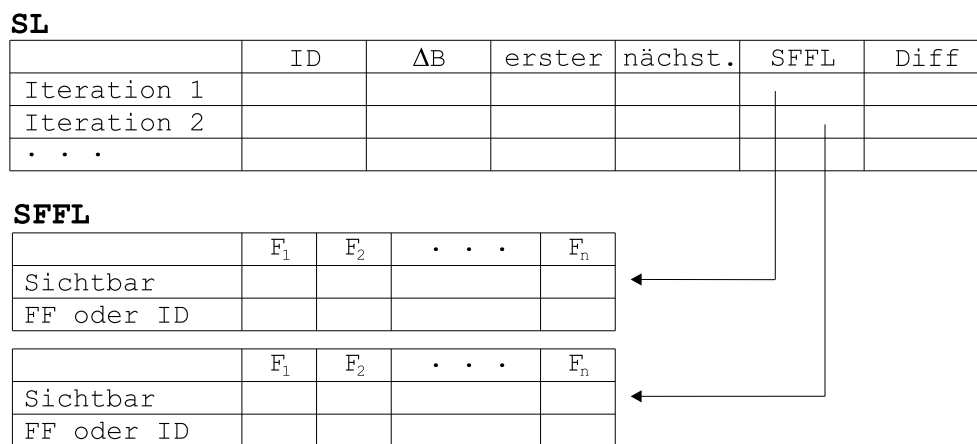 SL
ID ΔB erster nächst. SFFL Diff
Iteration 1
Iteration 2
. . .
SFFL
F₁ F₂ . . . Fₙ
Sichtbar
FF oder ID
F₁ F₂ . . . Fₙ
Sichtbar
FF oder ID